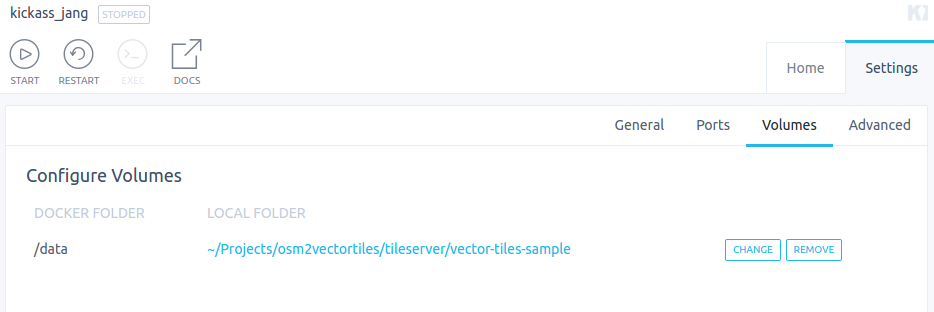 kickass_jang STOPPED
START RESTART EXEC DOCS
Home Settings
General Ports Volumes Advanced
Configure Volumes
DOCKER FOLDER LOCAL FOLDER
/data ~/Projects/osm2vectortiles/tileserver/vector-tiles-sample CHANGE REMOVE